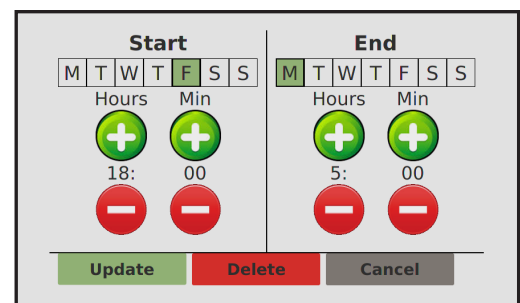 Start End
M T W T F S S M T W T F S S
Hours Min Hours Min
18: 00 5: 00
Update Delete Cancel